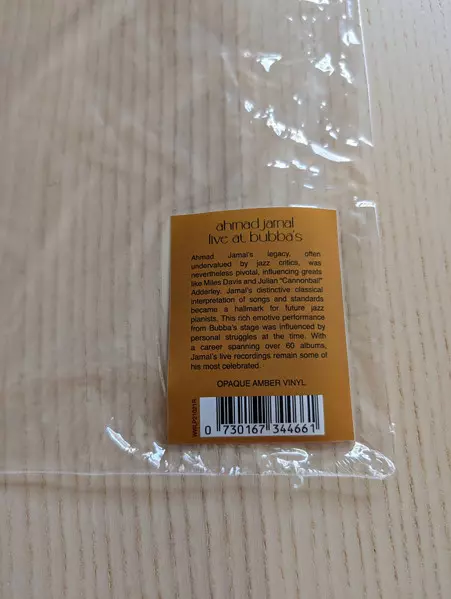 ahmad jamal
live at bubba's
Ahmad Jamal's legacy, often
undervalued by jazz critics, was
nevertheless pivotal, influencing greats
like Miles Davis and Julian "Cannonball"
Adderley. Jamal's distinctive classical
interpretation of songs and standards
became a hallmark for future jazz
pianists. This rich emotive performance
from Bubba's stage was influenced by
personal struggles at the time. With
a career spanning over 60 albums,
Jamal's live recordings remain some of
his most celebrated.
OPAQUE AMBER VINYL
0 730167 344661